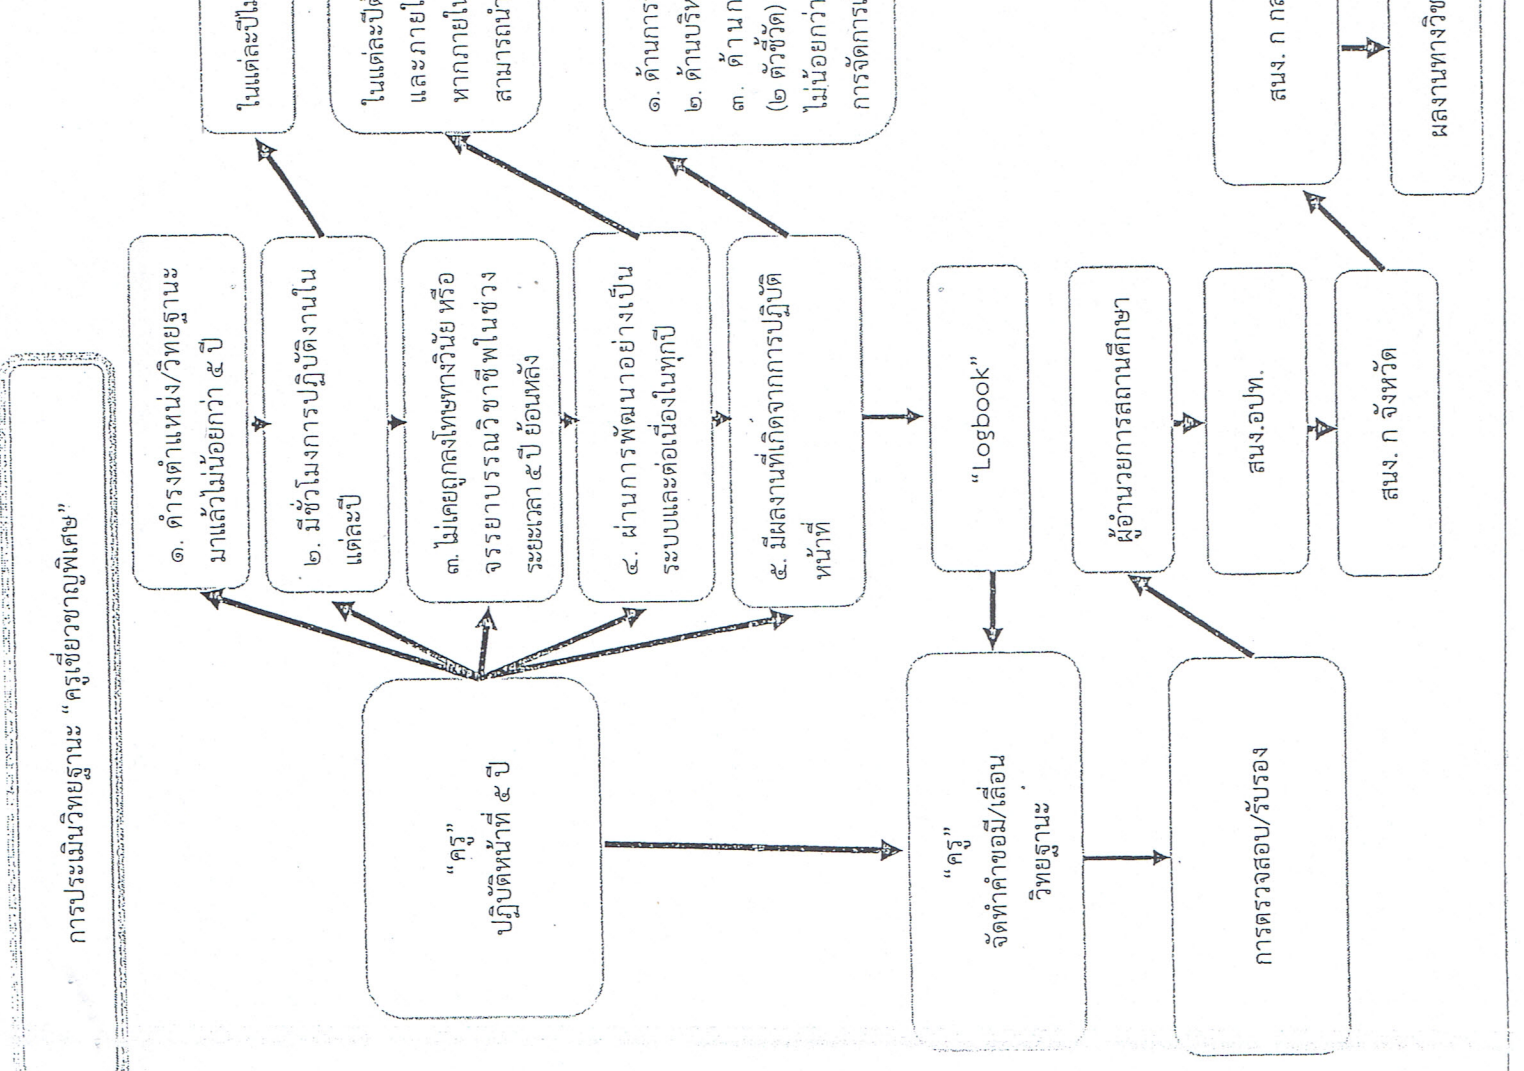 การประเมินวิทยฐานะ “ครูเชี่ยวชาญพิเศษ”
“ครู”
ปฏิบัติหน้าที่ ๕ ปี
๑. ดำรงตำแหน่ง/วิทยฐานะ
มาแล้วไม่น้อยกว่า ๕ ปี
๒. มีชั่วโมงการปฏิบัติงานใน
แต่ละปี
๓. ไม่เคยถูกลงโทษทางวินัย หรือ
จรรยาบรรณวิชาชีพในช่วง
ระยะเวลา ๕ ปี ย้อนหลัง
๔. ผ่านการพัฒนาอย่างเป็น
ระบบและต่อเนื่องในทุกปี
๕. มีผลงานที่เกิดจากการปฏิบัติ
หน้าที่
ในแต่ละปีไม
ในแต่ละปีต
และภายใ
หากภายใน
สามารถนำ
๑. ด้านการ
๒. ด้านบริห
๓. ด้าน ก
(๒ ตัวชี้วัด)
ไม่น้อยกว่า
การจัดการเ
“Logbook”
“ครู”
จัดทำคำขอมี/เลื่อน
วิทยฐานะ
การตรวจสอบ/รับรอง
ผู้อำนวยการสถานศึกษา
สนง.อปท.
สนง. ก จังหวัด
สนง. ก กล
ผลงานทางวิช